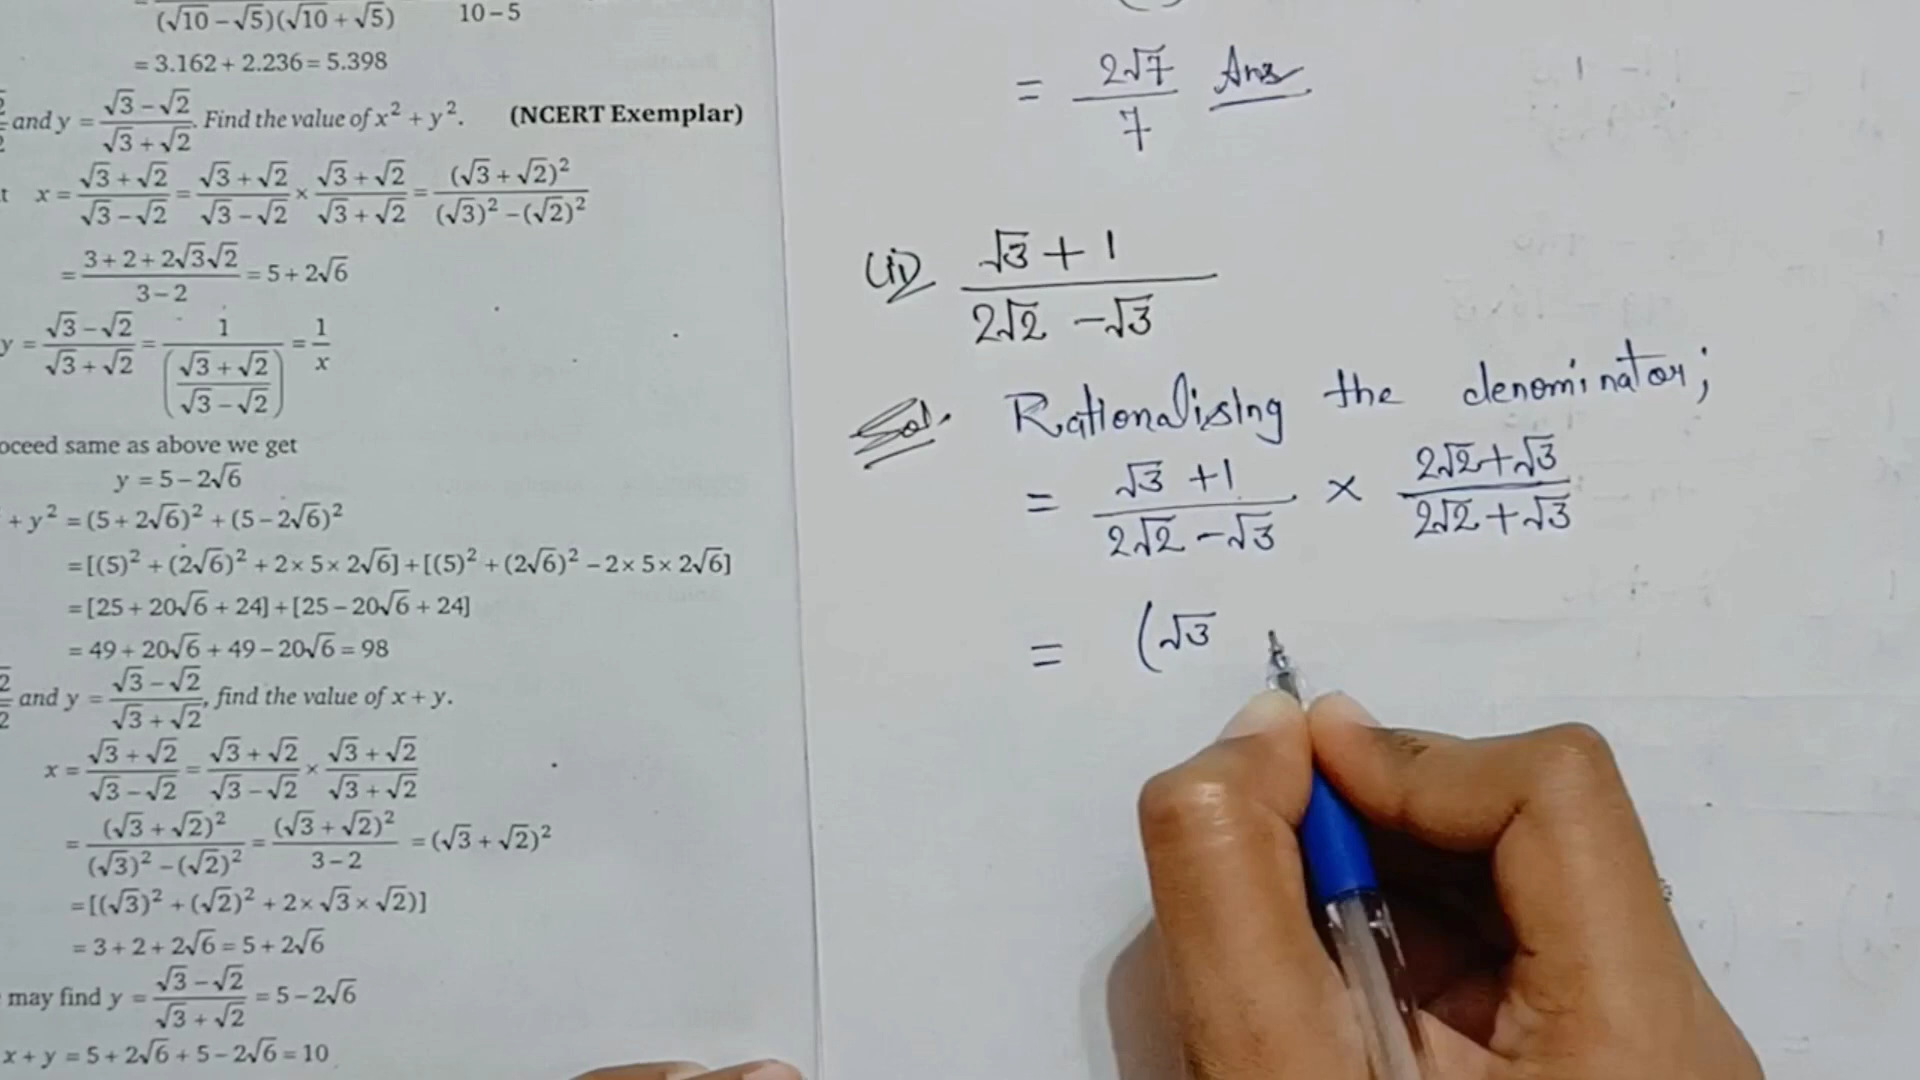 = 
(√10 − √5)(√10 + √5)  10 − 5
= 3.162 + 2.236 = 5.398
and y = (√3 − √2)/(√3 + √2). Find the value of x² + y². (NCERT Exemplar)
x = (√3 + √2)/(√3 − √2) = (√3 + √2)/(√3 − √2) × (√3 + √2)/(√3 + √2) = (√3 + √2)²/((√3)² − (√2)²)
= (3 + 2 + 2√3√2)/(3 − 2) = 5 + 2√6
y = (√3 − √2)/(√3 + √2) = 1/((√3 + √2)/(√3 − √2)) = 1/x
oceed same as above we get
y = 5 − 2√6
+ y² = (5 + 2√6)² + (5 − 2√6)²
= [(5)² + (2√6)² + 2 × 5 × 2√6] + [(5)² + (2√6)² − 2 × 5 × 2√6]
= [25 + 20√6 + 24] + [25 − 20√6 + 24]
= 49 + 20√6 + 49 − 20√6 = 98
and y = (√3 − √2)/(√3 + √2), find the value of x + y.
x = (√3 + √2)/(√3 − √2) = (√3 + √2)/(√3 − √2) × (√3 + √2)/(√3 + √2)
= (√3 + √2)²/((√3)² − (√2)²) = (√3 + √2)²/(3 − 2) = (√3 + √2)²
= [(√3)² + (√2)² + 2 × √3 × √2)]
= 3 + 2 + 2√6 = 5 + 2√6
may find y = (√3 − √2)/(√3 + √2) = 5 − 2√6
x + y = 5 + 2√6 + 5 − 2√6 = 10
= 2√7/7 Ans
(√3 + 1)/(2√2 − √3)
Sol. Rationalising the denominator;
= (√3 + 1)/(2√2 − √3) × (2√2 + √3)/(2√2 + √3)
= (√3